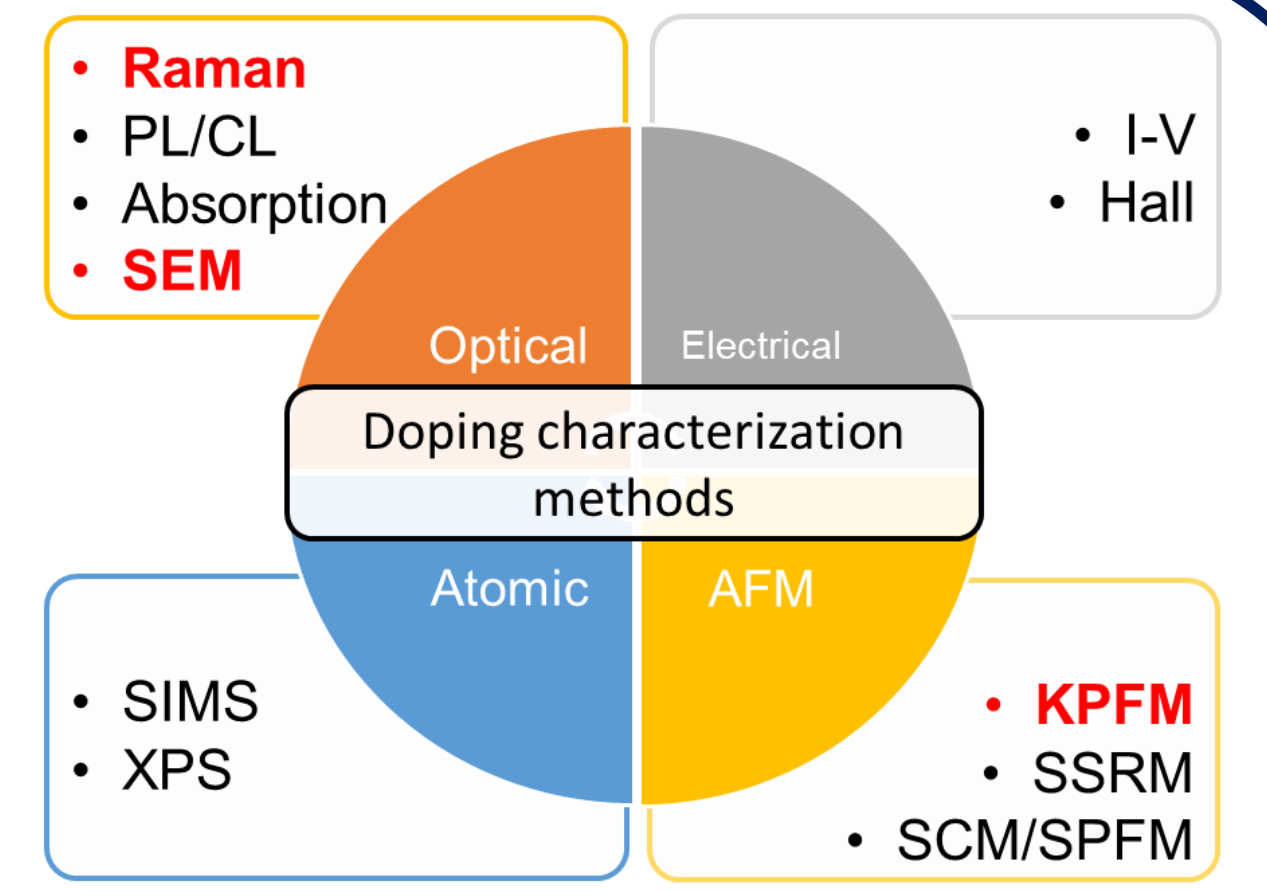 • Raman
• PL/CL
• Absorption
• SEM
• I-V
• Hall
Optical
Electrical
Doping characterization
methods
Atomic
AFM
• SIMS
• XPS
• KPFM
• SSRM
• SCM/SPFM